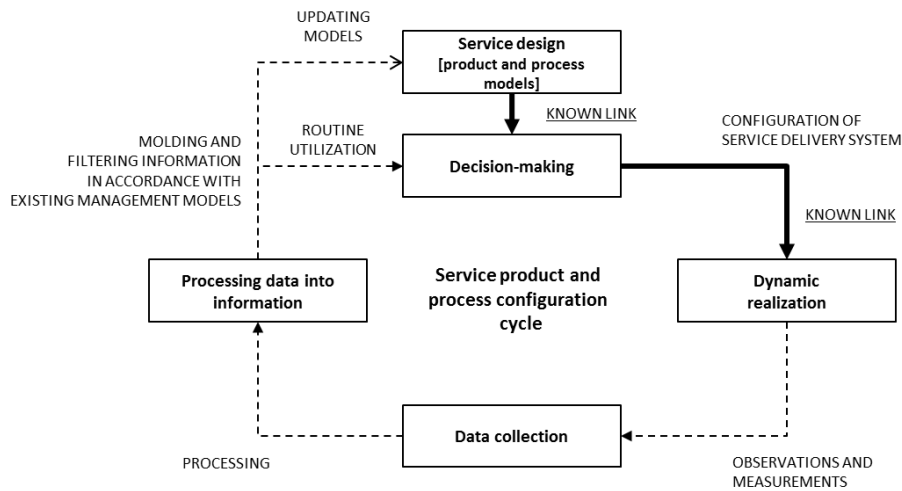 UPDATING
MODELS
Service design
[product and process
models]
KNOWN LINK
CONFIGURATION OF
SERVICE DELIVERY SYSTEM
MOLDING AND
FILTERING INFORMATION
IN ACCORDANCE WITH
EXISTING MANAGEMENT MODELS
ROUTINE
UTILIZATION
Decision-making
KNOWN LINK
Processing data into
information
Service product and
process configuration
cycle
Dynamic
realization
Data collection
PROCESSING
OBSERVATIONS AND
MEASUREMENTS